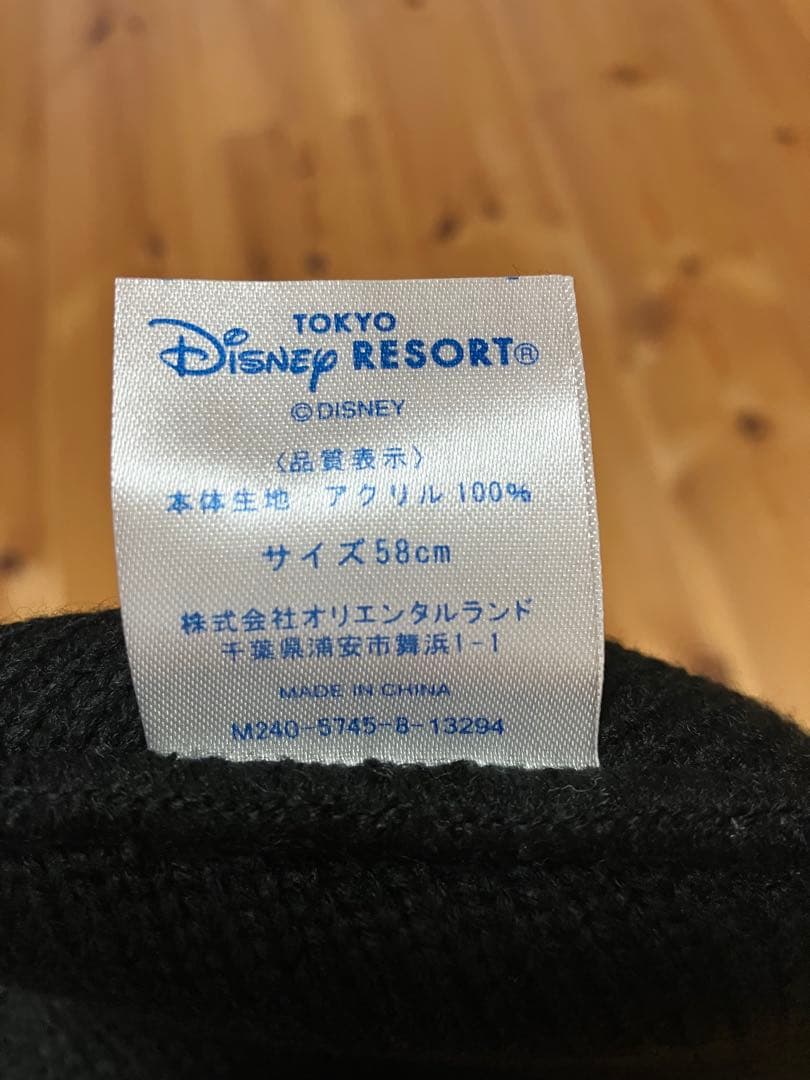 TOKYO
Disney RESORT®
©DISNEY
〈品質表示〉
本体生地 アクリル 100%
サイズ58cm
株式会社オリエンタルランド
千葉県浦安市舞浜1-1
MADE IN CHINA
M240-5745-8-13294